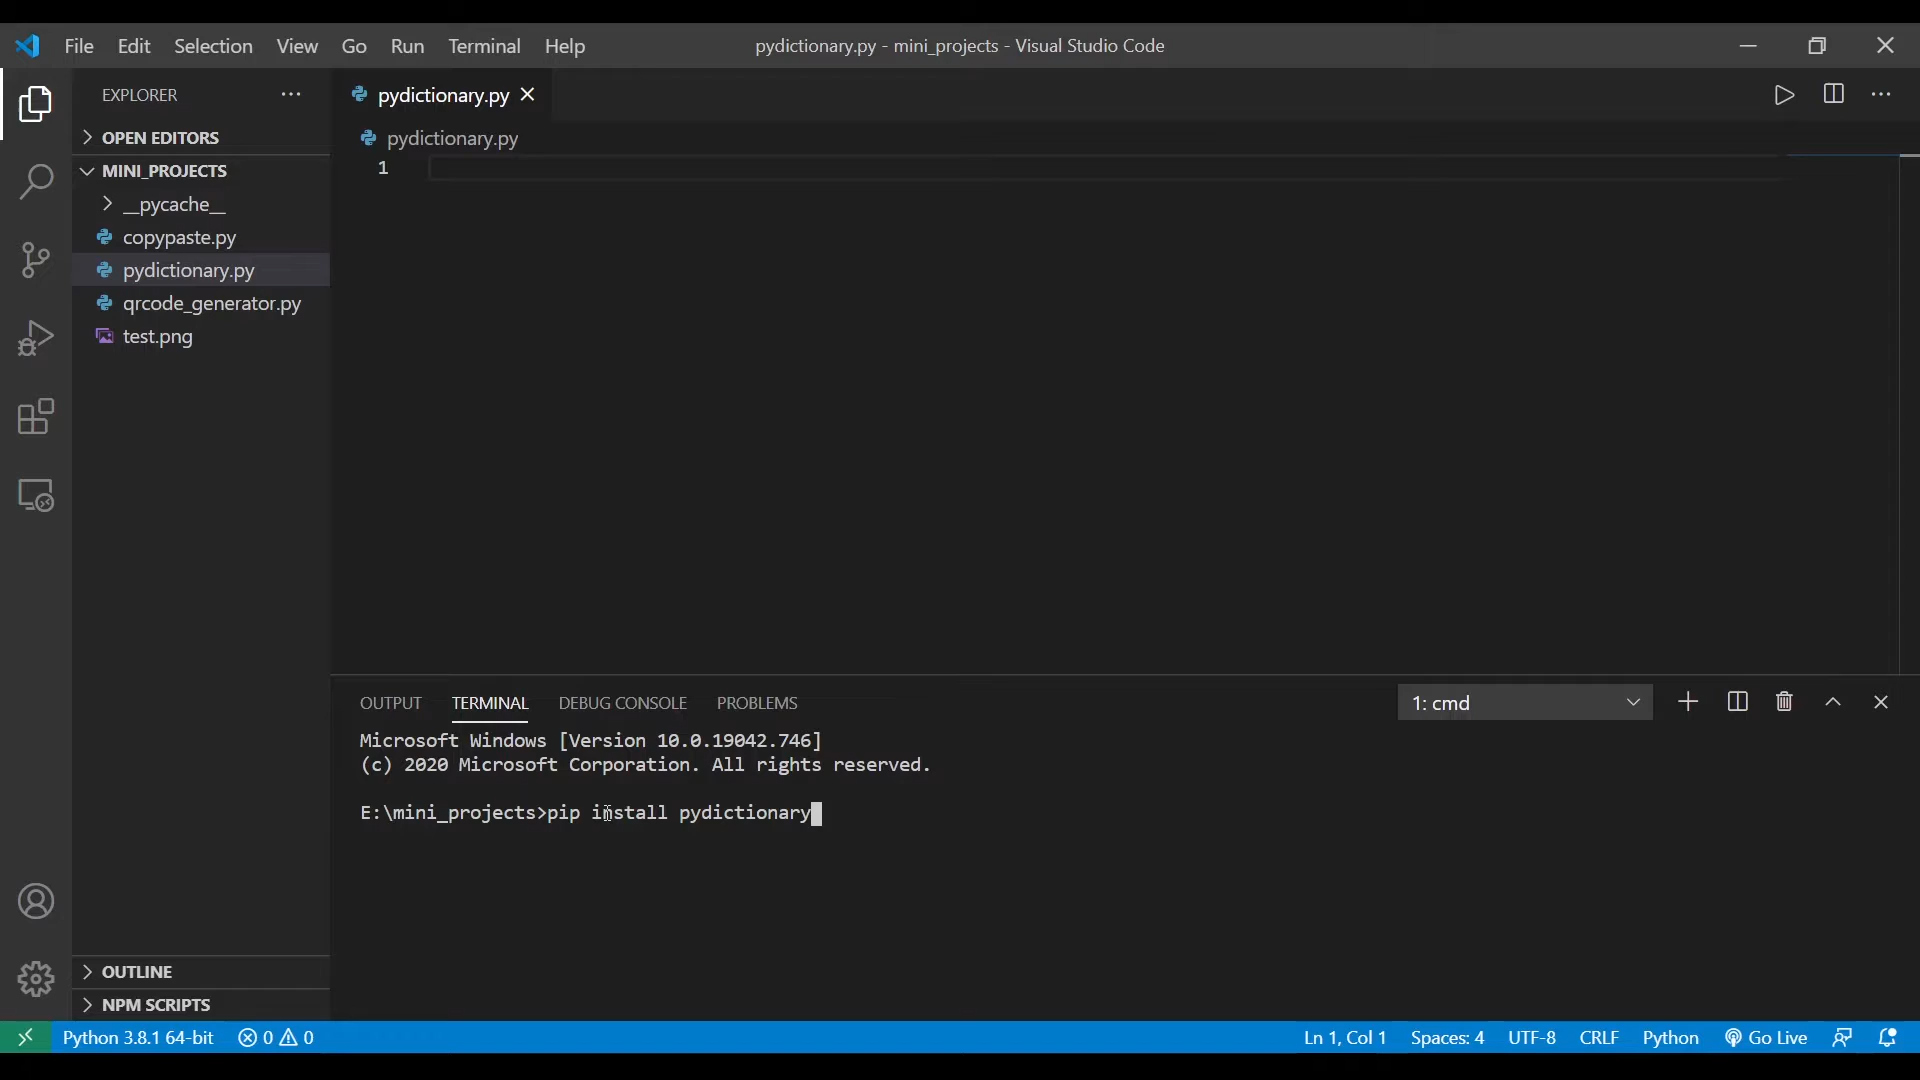 File Edit Selection View Go Run Terminal Help
pydictionary.py - mini_projects - Visual Studio Code
EXPLORER
OPEN EDITORS
MINI_PROJECTS
__pycache__
copypaste.py
pydictionary.py
qrcode_generator.py
test.png
OUTLINE
NPM SCRIPTS
pydictionary.py
pydictionary.py
1
OUTPUT TERMINAL DEBUG CONSOLE PROBLEMS
1: cmd
Microsoft Windows [Version 10.0.19042.746]
(c) 2020 Microsoft Corporation. All rights reserved.
E:\mini_projects>pip install pydictionary
Python 3.8.1 64-bit 0 0
Ln 1, Col 1 Spaces: 4 UTF-8 CRLF Python Go Live